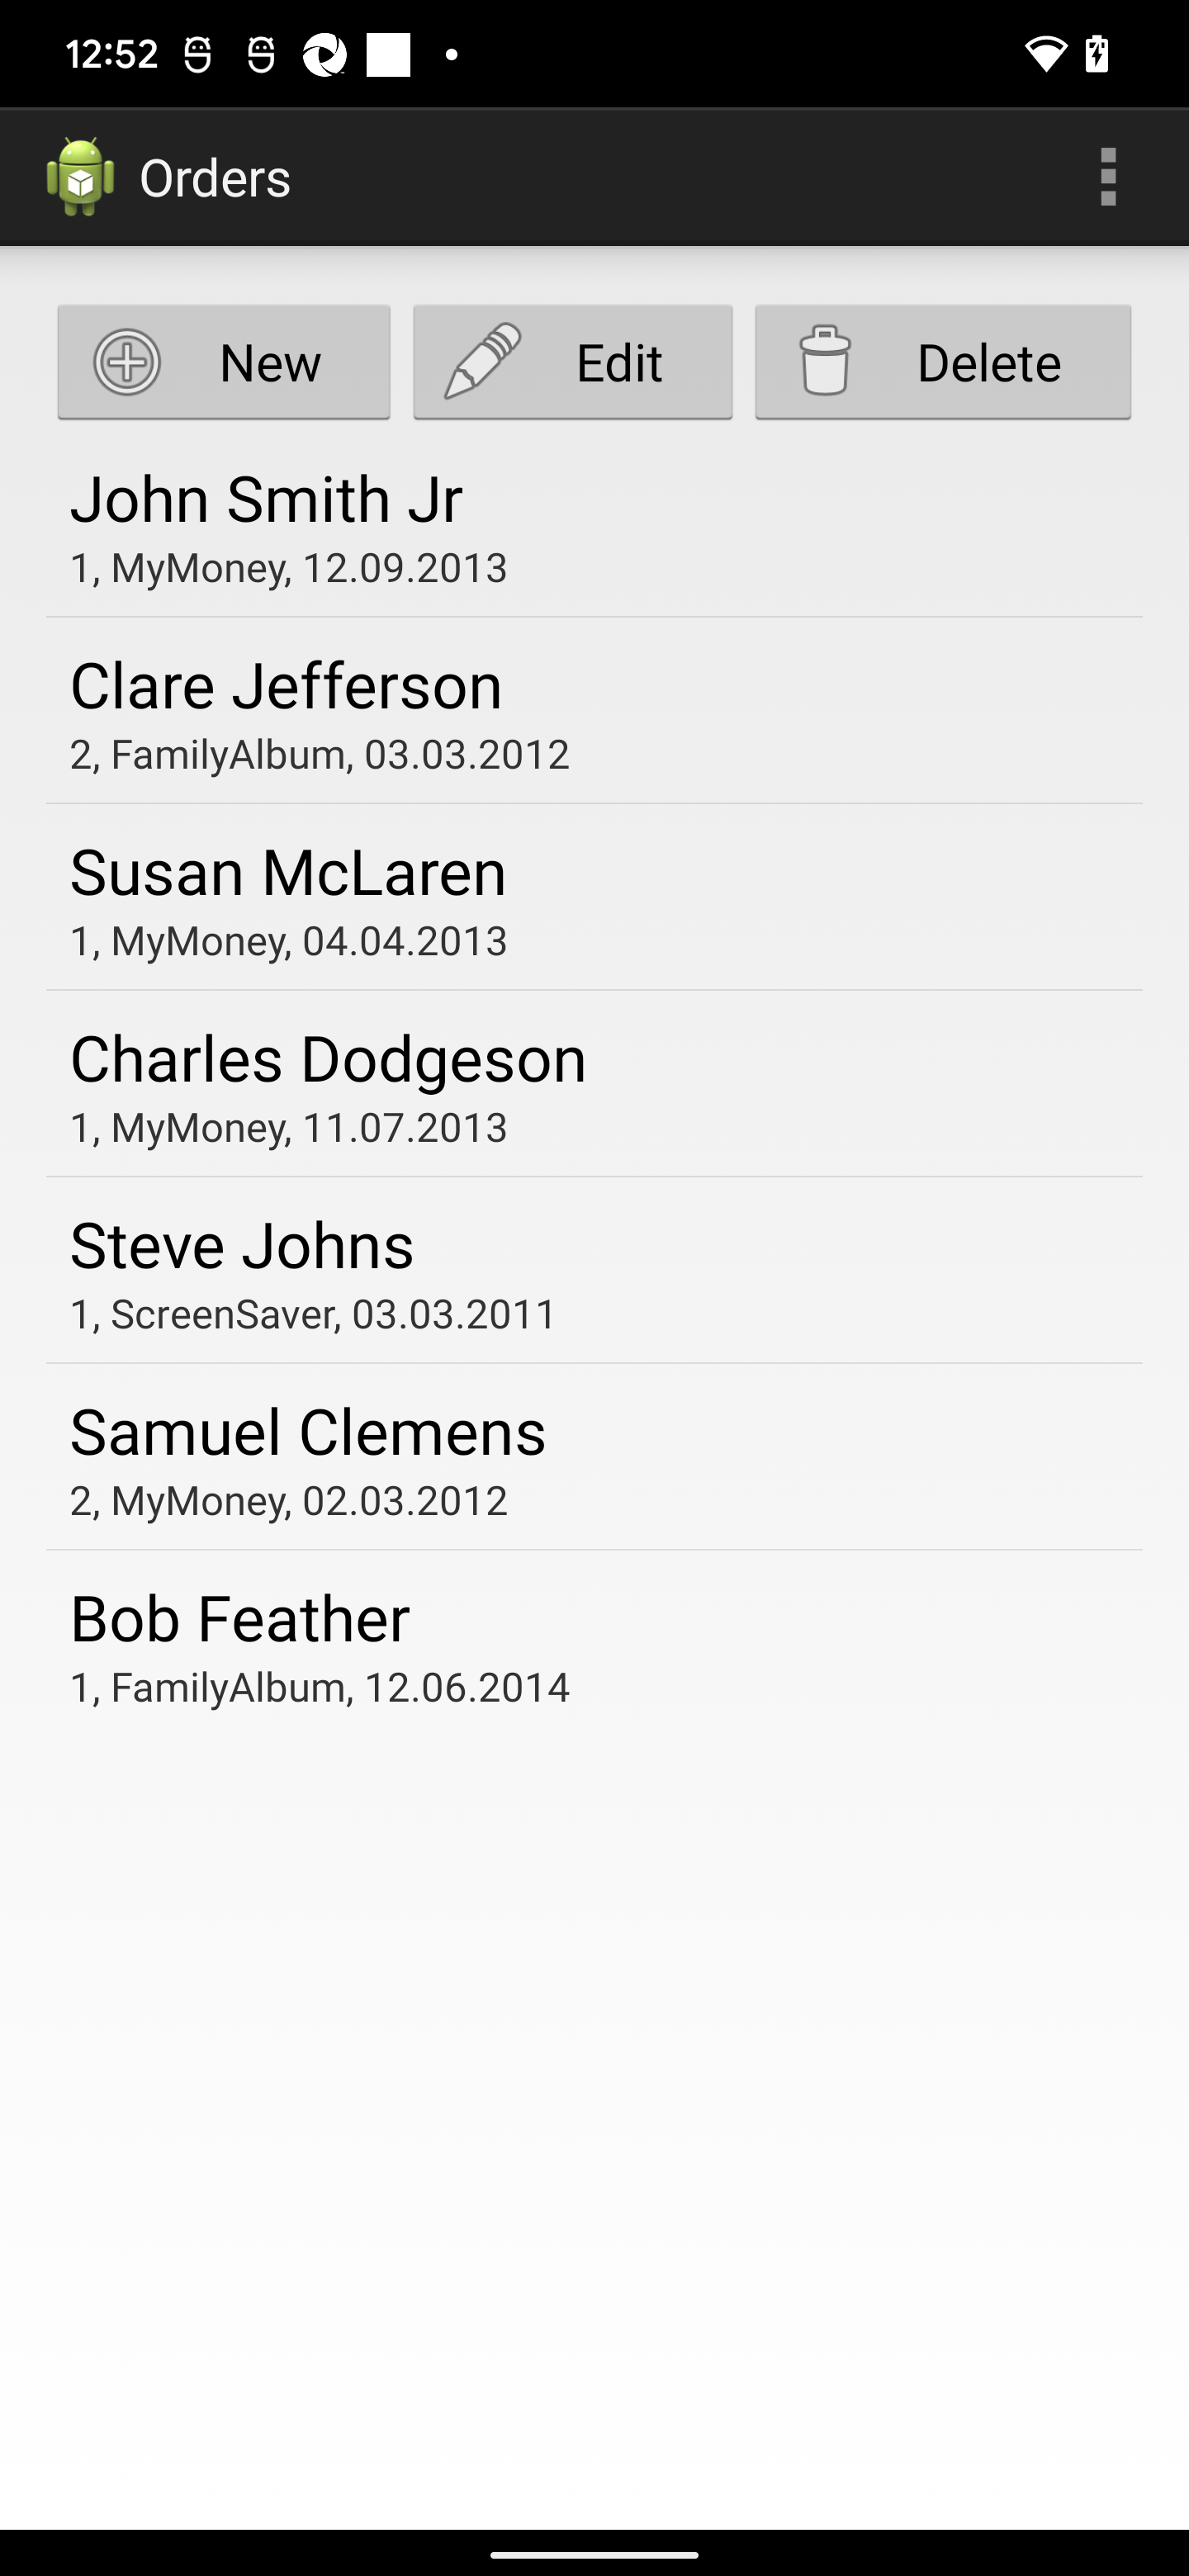 12:52
Orders
New
Edit
Delete
John Smith Jr
1, MyMoney, 12.09.2013
Clare Jefferson
2, FamilyAlbum, 03.03.2012
Susan McLaren
1, MyMoney, 04.04.2013
Charles Dodgeson
1, MyMoney, 11.07.2013
Steve Johns
1, ScreenSaver, 03.03.2011
Samuel Clemens
2, MyMoney, 02.03.2012
Bob Feather
1, FamilyAlbum, 12.06.2014